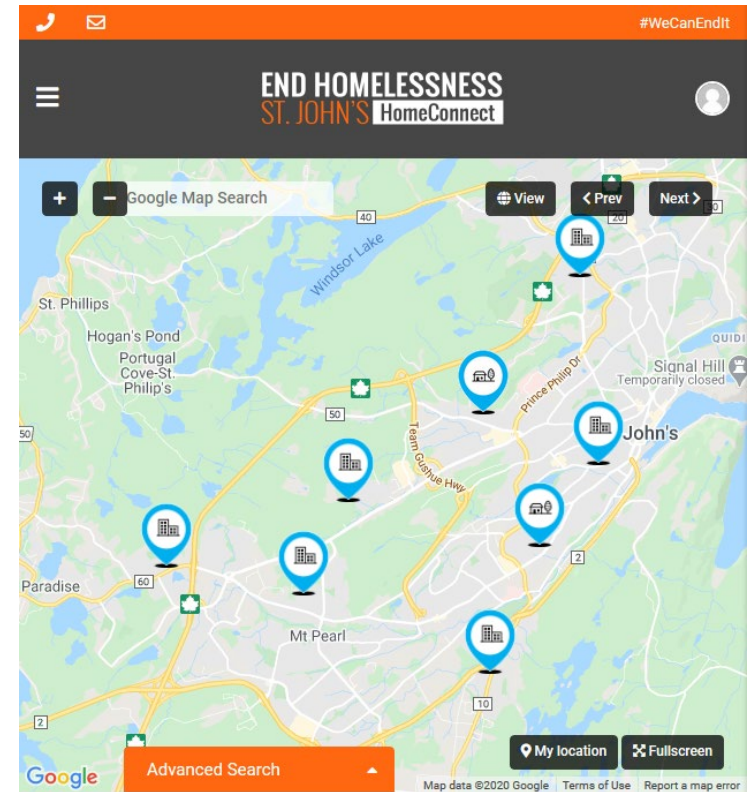 #WeCanEndIt
END HOMELESSNESS
ST. JOHN'S HomeConnect
+
−
Google Map Search
View
Prev
Next
30
20
40
Windsor Lake
St. Phillips
Hogan's Pond
Portugal
Cove-St.
Philip's
QUIDI
Signal Hill
Temporarily closed
Prince Philip Dr
50
Team Gushue Hwy
50
John's
2
60
Paradise
Mt Pearl
10
2
My location
Fullscreen
Advanced Search
Google
Map data ©2020 Google
Terms of Use
Report a map error